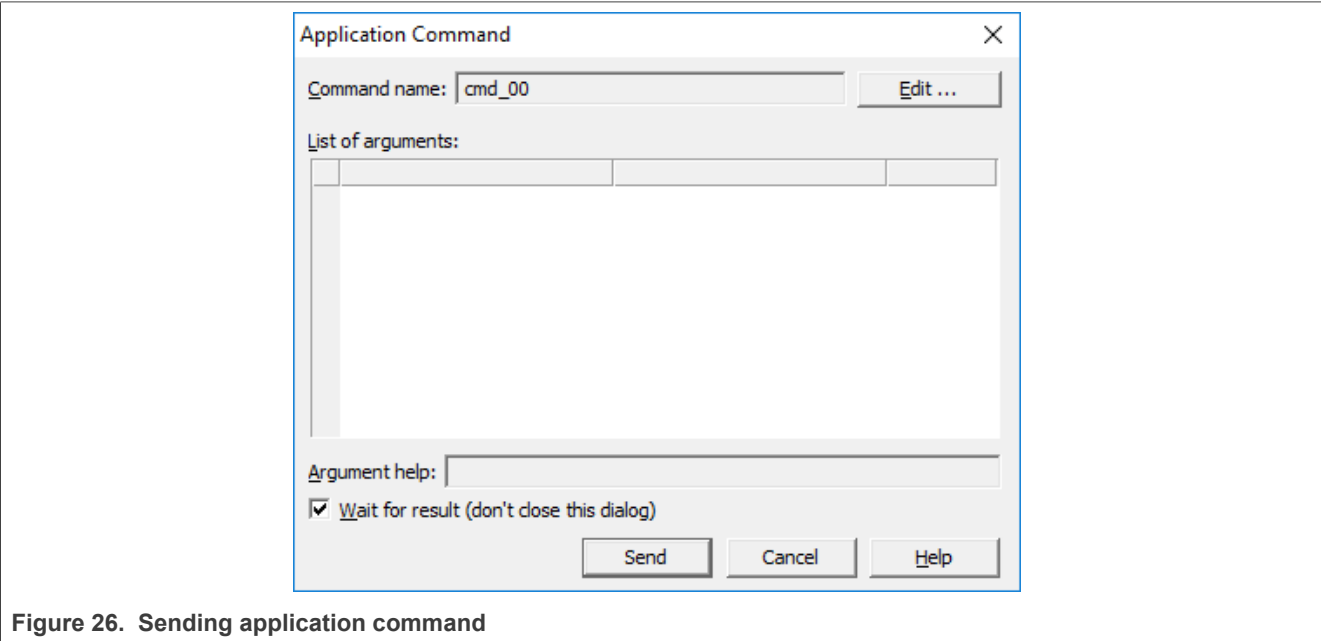 Application Command
Command name: cmd_00 Edit ...
List of arguments:
Argument help:
Wait for result (don't close this dialog)
Send Cancel Help
Figure 26. Sending application command